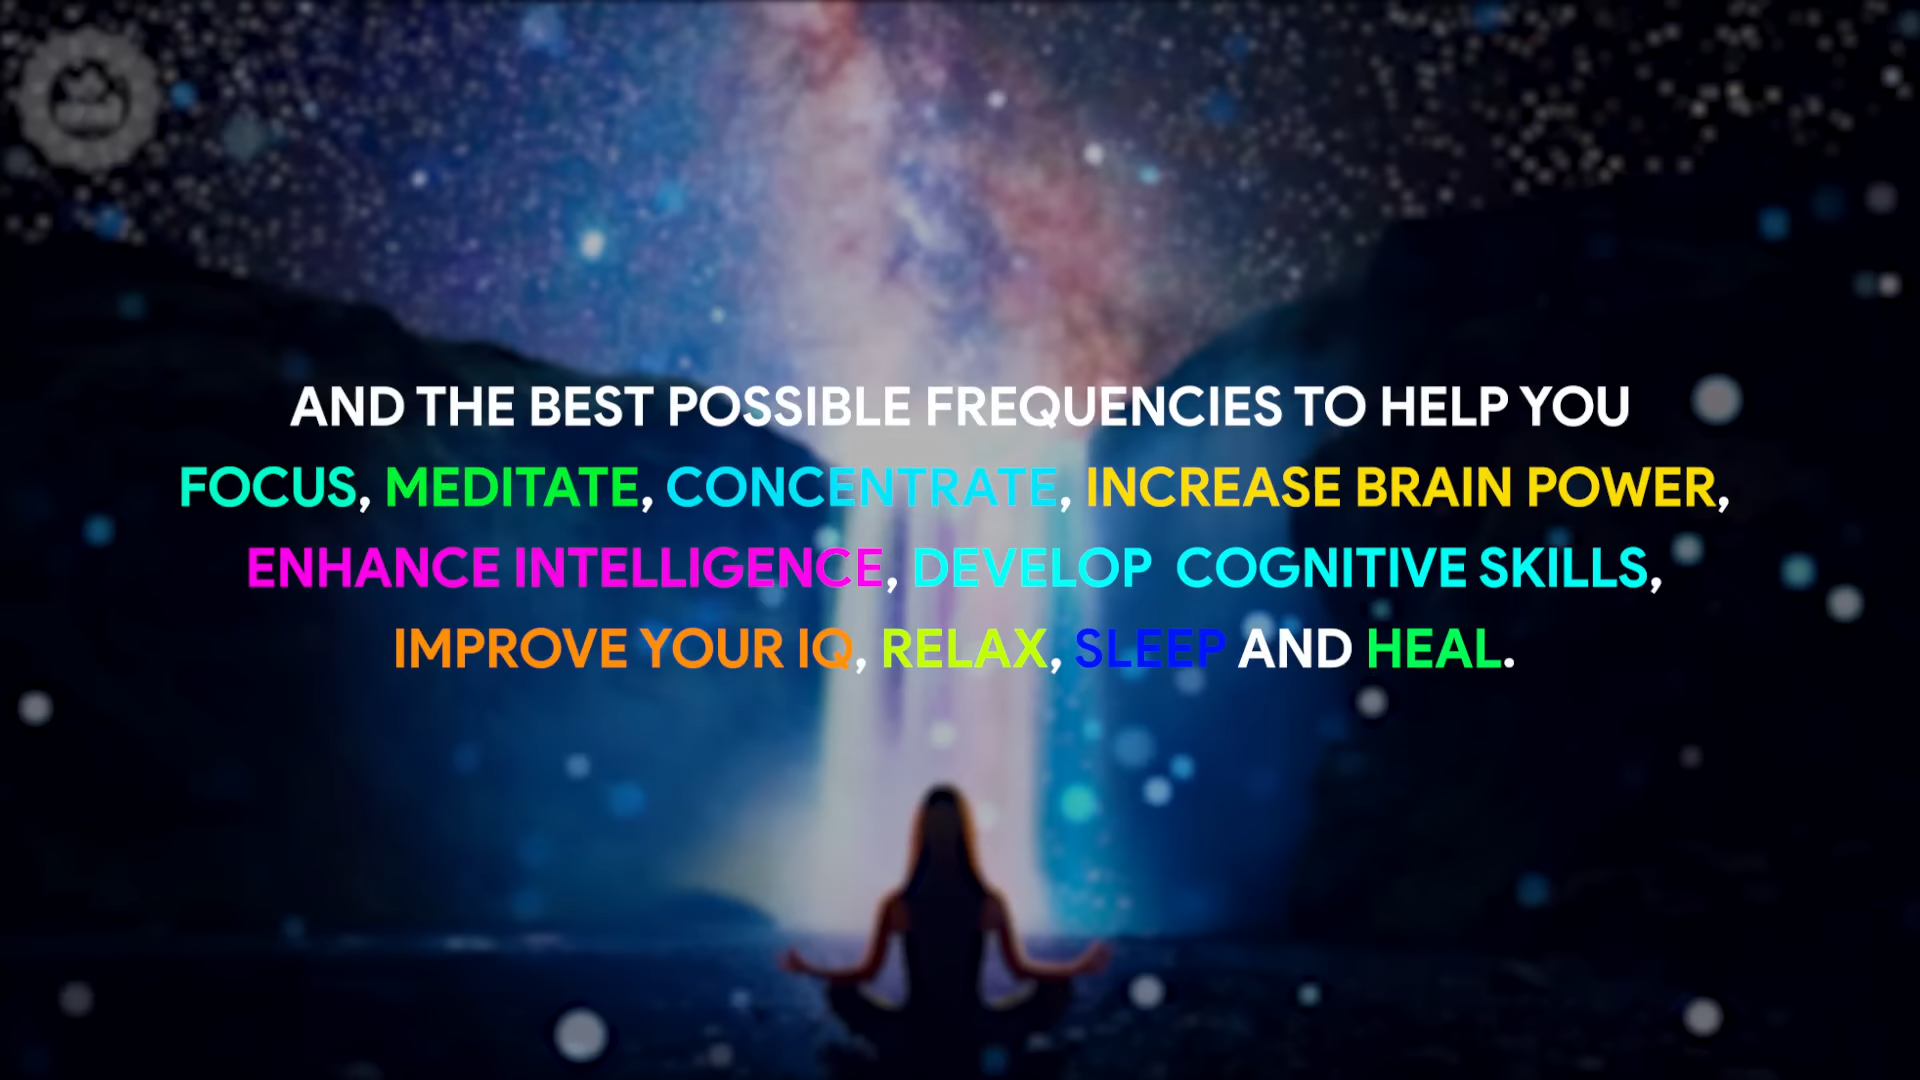 AND THE BEST POSSIBLE FREQUENCIES TO HELP YOU
FOCUS, MEDITATE, CONCENTRATE, INCREASE BRAIN POWER,
ENHANCE INTELLIGENCE, DEVELOP COGNITIVE SKILLS,
IMPROVE YOUR IQ, RELAX, SLEEP AND HEAL.